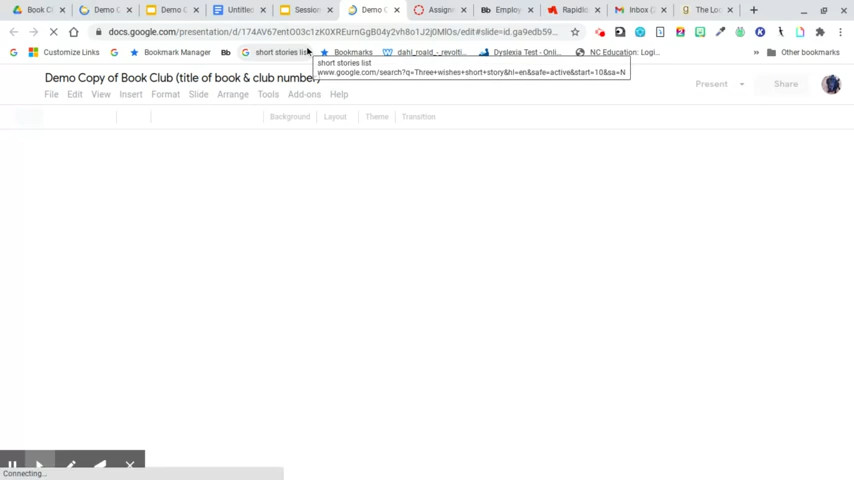 Book Cl
Demo C
Demo
Untitle
Session
Demo C
Assign
Employ
Rapidi
Inbox (
The Loc
docs.google.com/presentation/d/174AV67entO03c1zK0XREurnGgB04y2vh8o1J2j0MlOs/edit#slide=id.ga9edb59...
Customize Links
Bookmark Manager
Bb
short stories list
Bookmarks
dahl_roald_-_revolti...
Dyslexia Test - Onli...
NC Education: Logi...
»
Other bookmarks
short stories list
www.google.com/search?q=Three+wishes+short+story&hl=en&safe=active&start=10&sa=N
Demo Copy of Book Club (title of book & club number)
Present
Share
File Edit View Insert Format Slide Arrange Tools Add-ons Help
Background Layout Theme Transition
Connecting...